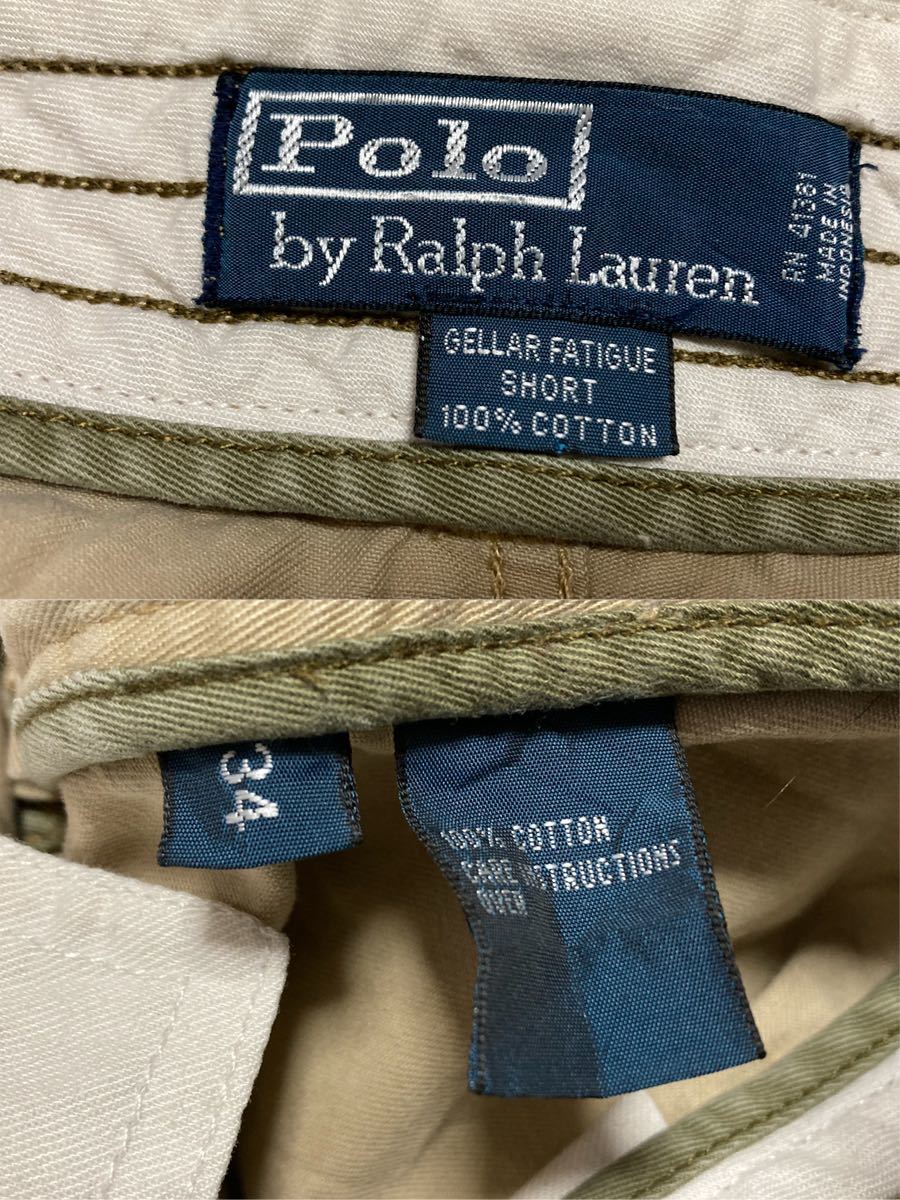 Polo
by Ralph Lauren
RN 41381
MADE IN
INDONESIA
GELLAR FATIGUE
SHORT
100% COTTON
34
100% COTTON
CARE INSTRUCTIONS
OVER